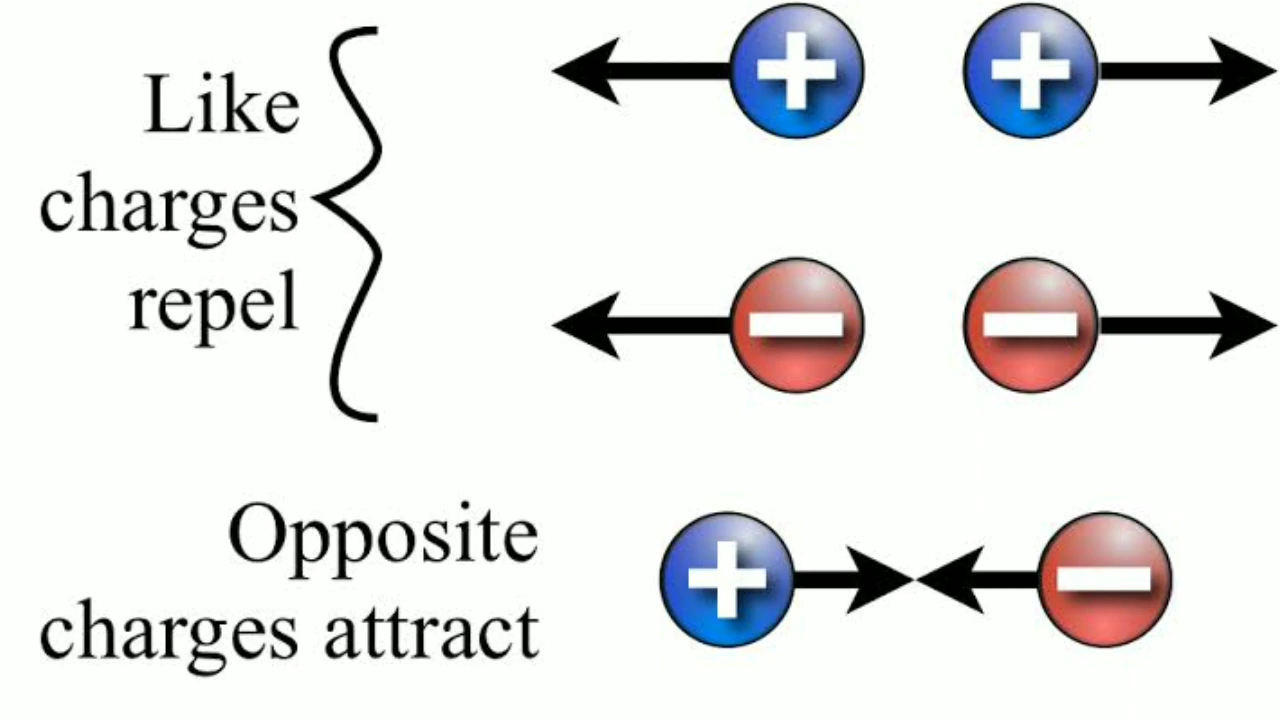 Like
charges
repel
+ +
− −
Opposite
charges attract
+ −